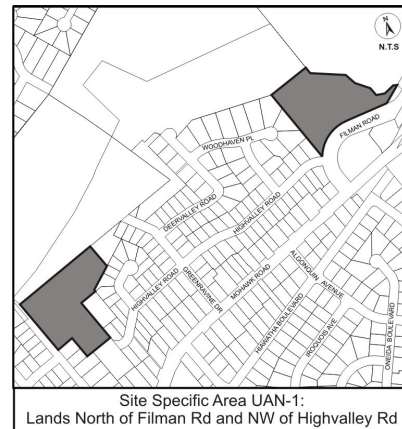 N.T.S
FILMAN ROAD
WOODHAVEN PL
DEERVALLEY ROAD
HIGHVALLEY ROAD
HIGHVALLEY ROAD
GREENRAVINE DR
MOHAWK ROAD
ALGONQUIN AVENUE
HIAWATHA BOULEVARD
IROQUOIS AVE
ONEIDA BOULEVARD
Site Specific Area UAN-1:
Lands North of Filman Rd and NW of Highvalley Rd